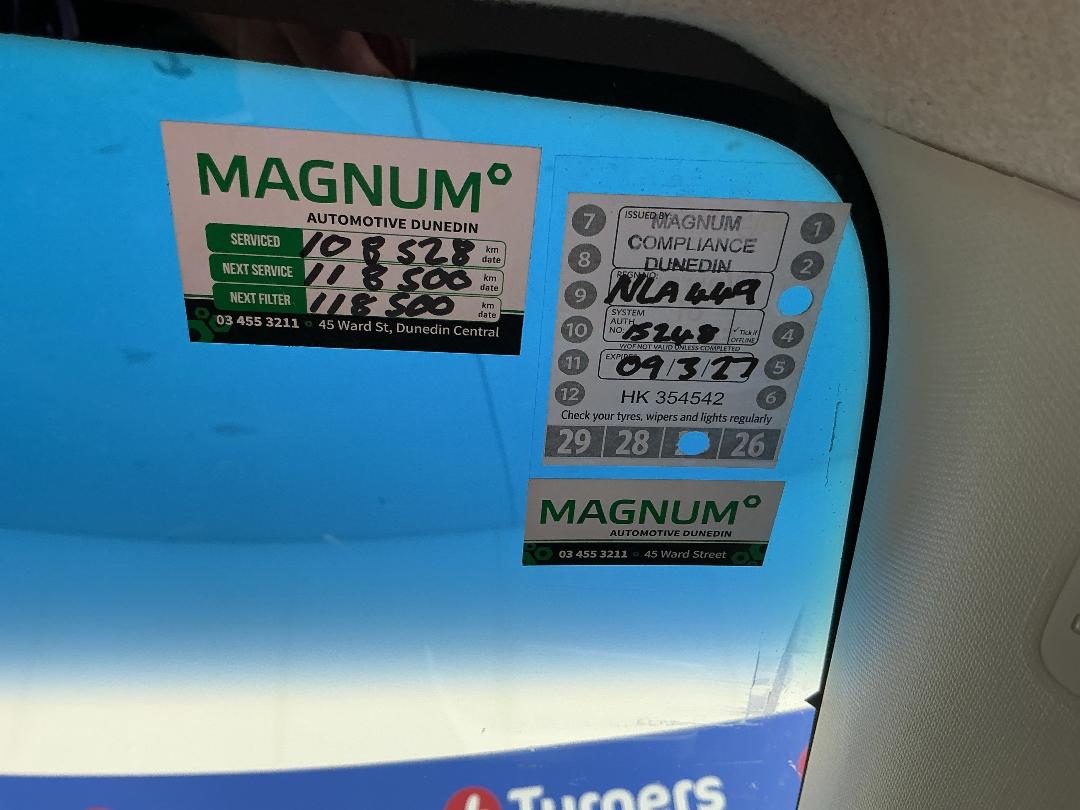 MAGNUM
AUTOMOTIVE DUNEDIN
SERVICED 108528 km date
NEXT SERVICE 118500 km date
NEXT FILTER 118500 km date
03 455 3211 45 Ward St, Dunedin Central
7 ISSUED BY: MAGNUM 1
8 COMPLIANCE DUNEDIN 2
9 REGN NO: NLA449
10 SYSTEM AUTH NO: 15248 ✓ Tick if OFFLINE 4
WOF NOT VALID UNLESS COMPLETED
11 EXPIRES 09/3/27 5
12 HK 354542 6
Check your tyres, wipers and lights regularly
29 28 26
MAGNUM
AUTOMOTIVE DUNEDIN
03 455 3211 45 Ward Street
Turners